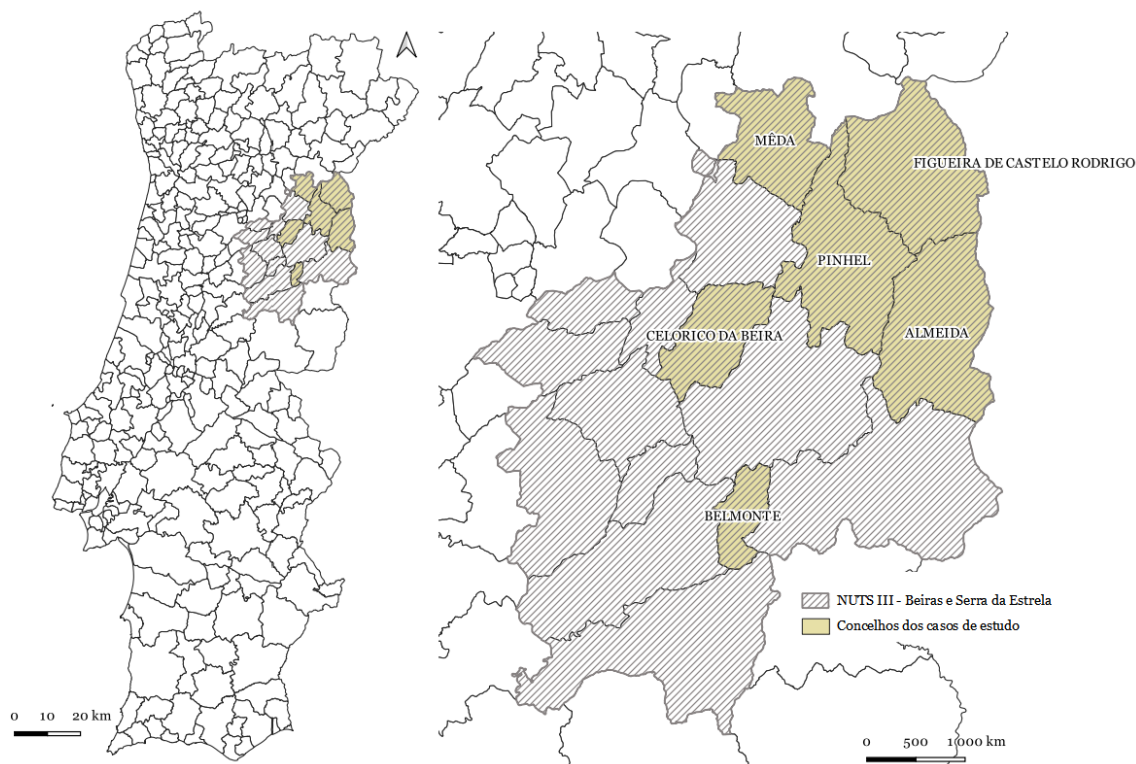 MÊDA
FIGUEIRA DE CASTELO RODRIGO
PINHEL
CELORICO DA BEIRA
ALMEIDA
BELMONTE
NUTS III - Beiras e Serra da Estrela
Concelhos dos casos de estudo
0 10 20 km
0 500 1 000 km